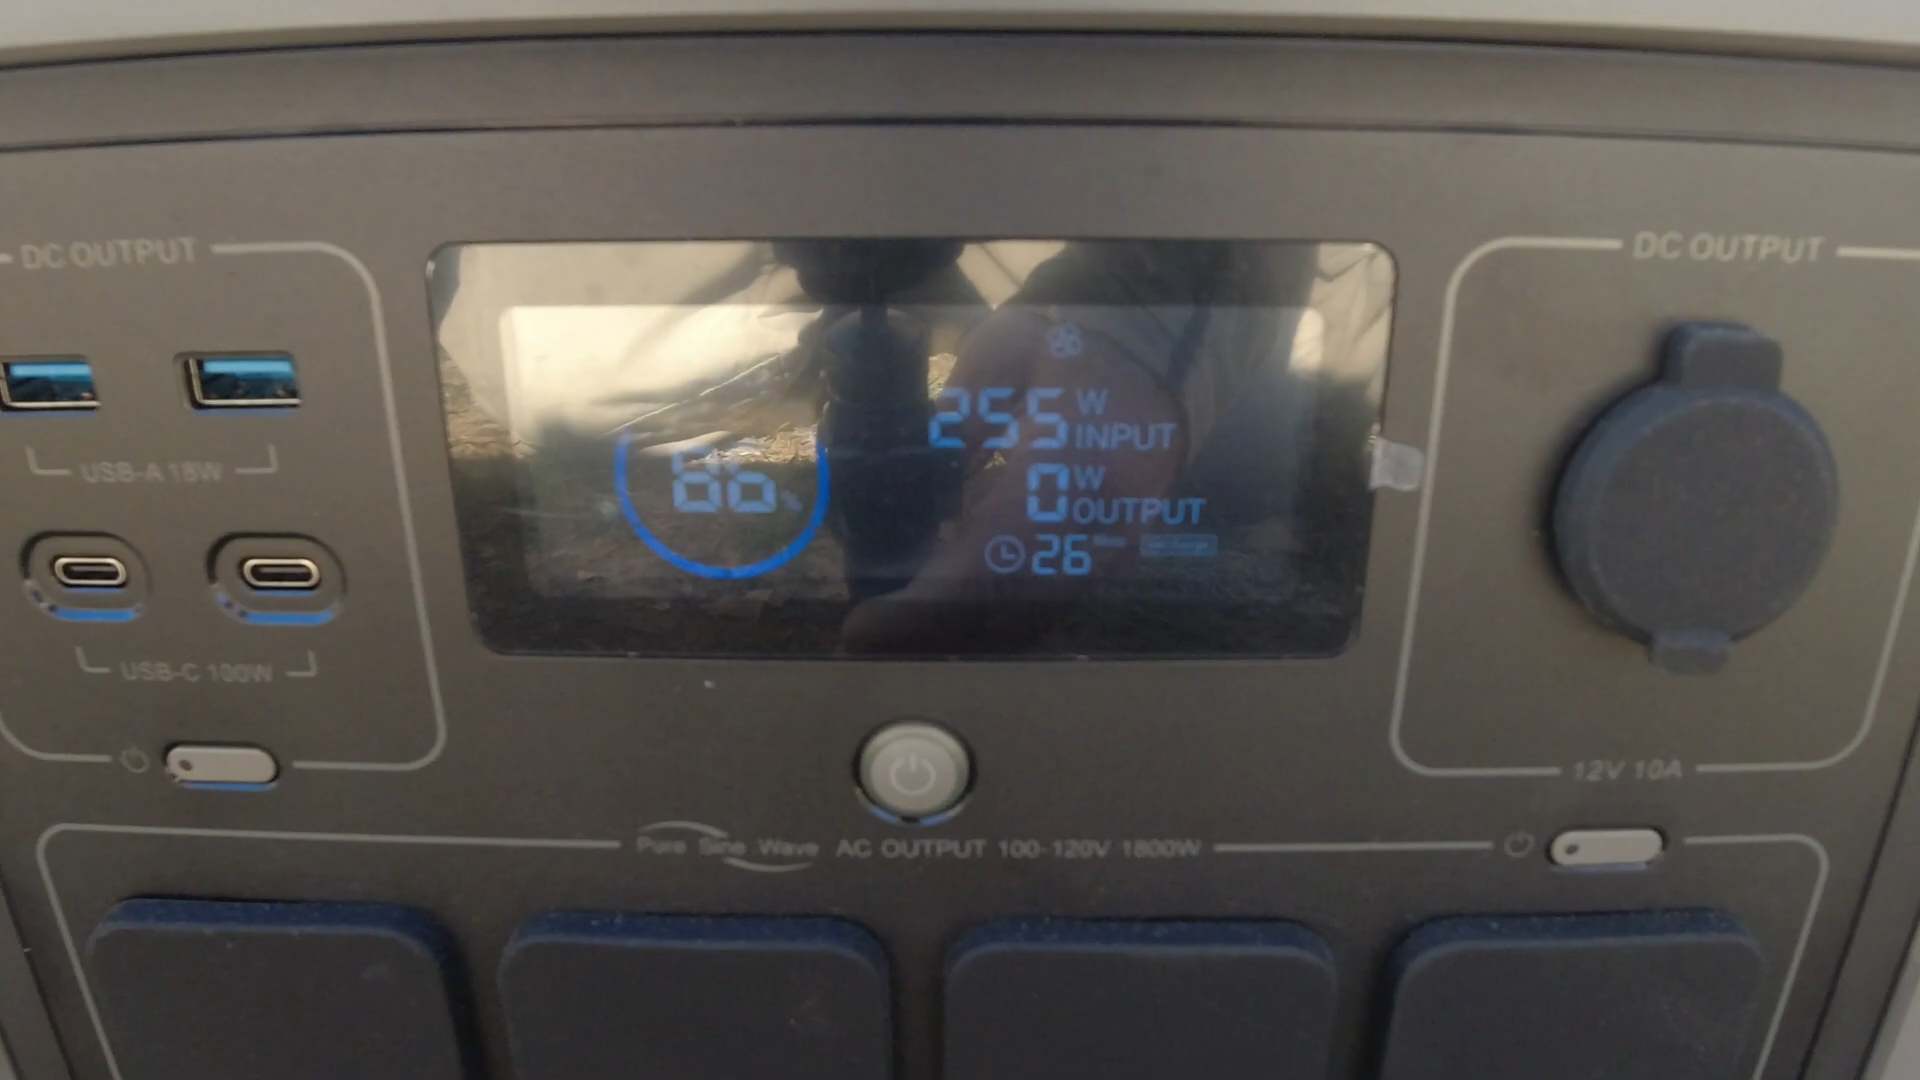 DC OUTPUT
USB-A 18W
USB-C 100W
255 W
INPUT
0 W
OUTPUT
26
DC OUTPUT
12V 10A
Pure Sine Wave AC OUTPUT 100-120V 1800W